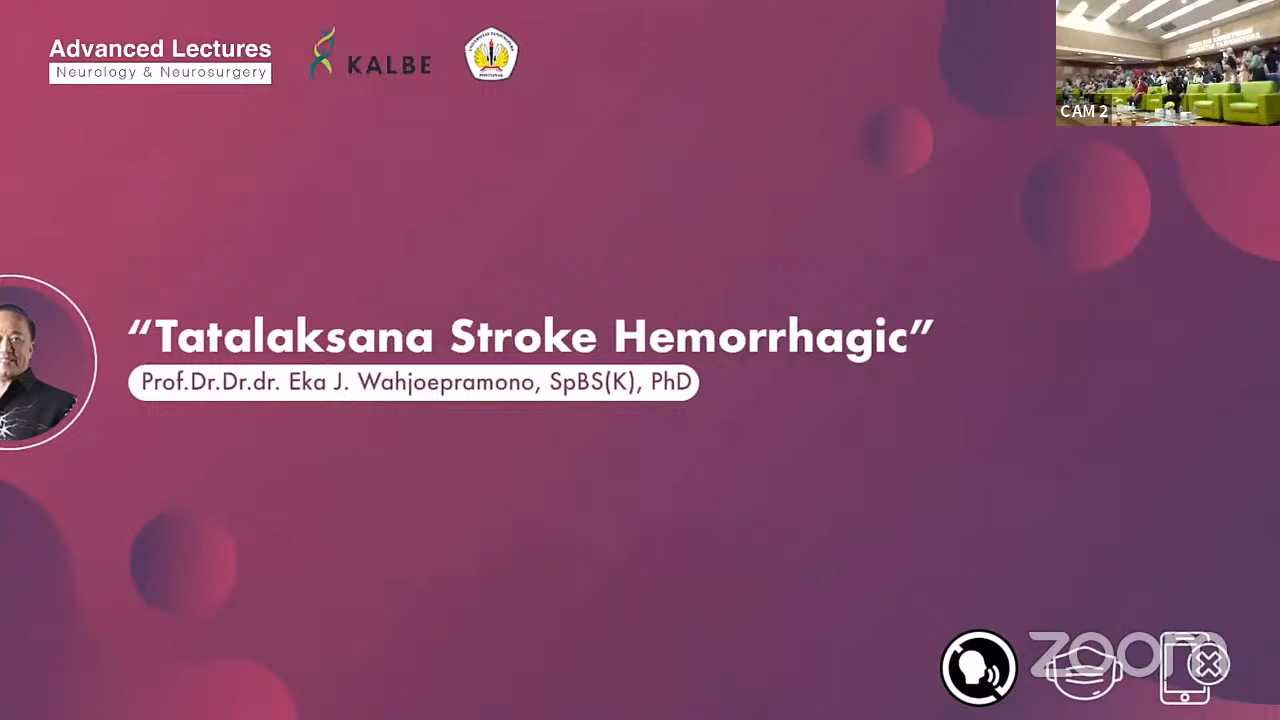 Advanced Lectures
Neurology & Neurosurgery
KALBE
CAM 2
“Tatalaksana Stroke Hemorrhagic”
Prof.Dr.Dr.dr. Eka J. Wahjoepramono, SpBS(K), PhD
zoom